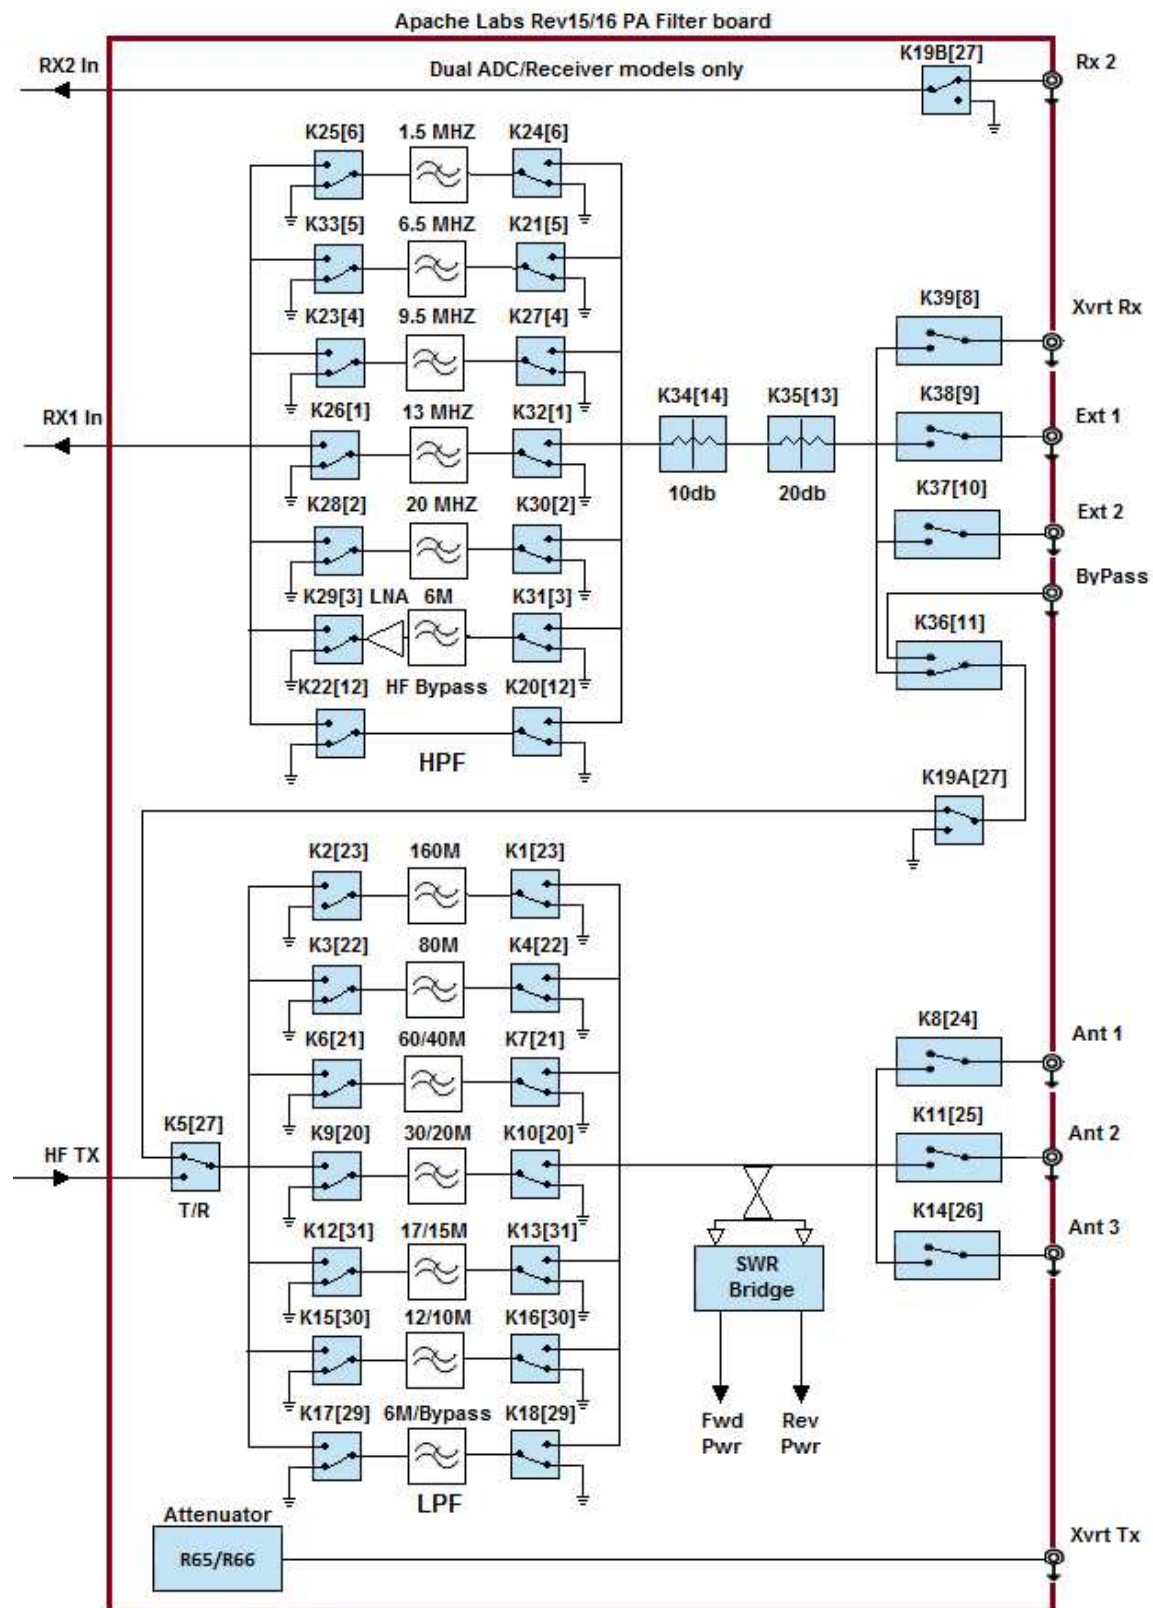 Apache Labs Rev15/16 PA Filter board
RX2 In
Dual ADC/Receiver models only
K19B[27]
Rx 2
K25[6] 1.5 MHZ K24[6]
K33[5] 6.5 MHZ K21[5]
K23[4] 9.5 MHZ K27[4]
K39[8]
Xvrt Rx
RX1 In
K26[1] 13 MHZ K32[1]
K34[14] K35[13]
K38[9]
Ext 1
10db 20db
K28[2] 20 MHZ K30[2]
K37[10]
Ext 2
ByPass
K29[3] LNA 6M K31[3]
K36[11]
K22[12] HF Bypass K20[12]
HPF
K19A[27]
K2[23] 160M K1[23]
K3[22] 80M K4[22]
K6[21] 60/40M K7[21]
K8[24]
Ant 1
K5[27]
K9[20] 30/20M K10[20]
K11[25]
Ant 2
HF TX
T/R
K12[31] 17/15M K13[31]
K14[26]
Ant 3
SWR
Bridge
K15[30] 12/10M K16[30]
K17[29] 6M/Bypass K18[29]
Fwd Rev
Pwr Pwr
LPF
Attenuator
R65/R66
Xvrt Tx